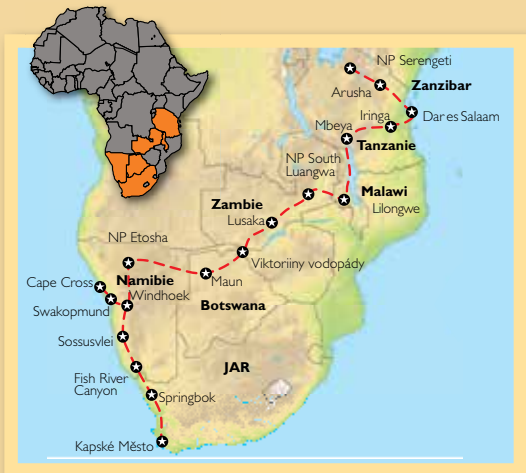 NP Serengeti
Arusha
Zanzibar
Iringa
Dar es Salaam
Mbeya
Tanzanie
NP South
Luangwa
Malawi
Zambie
Lilongwe
Lusaka
NP Etosha
Viktoriiny vodopády
Cape Cross
Namibie
Maun
Windhoek
Swakopmund
Botswana
Sossusvlei
JAR
Fish River
Canyon
Springbok
Kapské Město